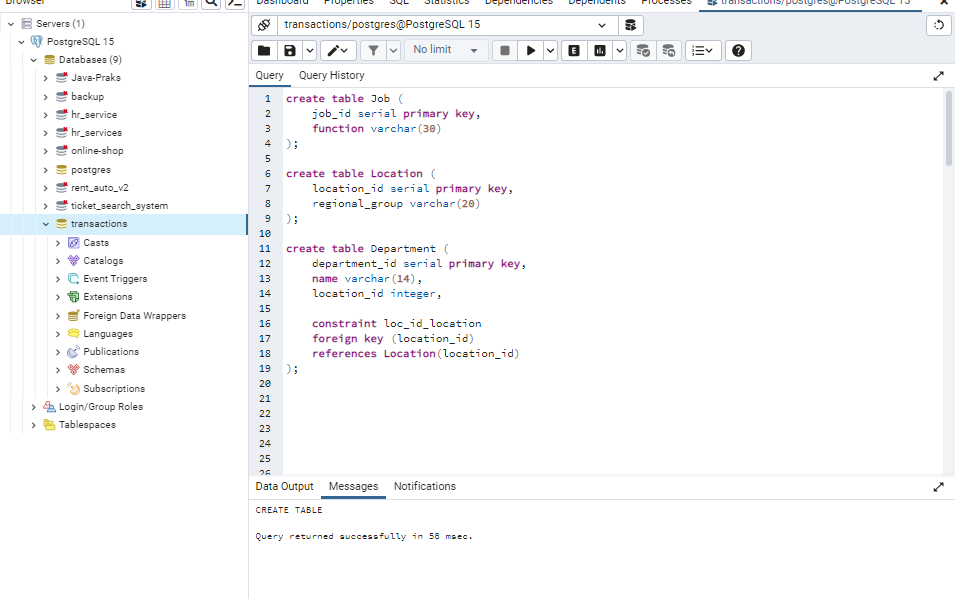 Browser
Dashboard Properties SQL Statistics Dependencies Dependents Processes transactions/postgres@PostgreSQL 15
Servers (1)
PostgreSQL 15
Databases (9)
Java-Praks
backup
hr_service
hr_services
online-shop
postgres
rent_auto_v2
ticket_search_system
transactions
Casts
Catalogs
Event Triggers
Extensions
Foreign Data Wrappers
Languages
Publications
Schemas
Subscriptions
Login/Group Roles
Tablespaces
transactions/postgres@PostgreSQL 15
No limit
E
Query Query History
1 create table Job (
2 job_id serial primary key,
3 function varchar(30)
4 );
5
6 create table Location (
7 location_id serial primary key,
8 regional_group varchar(20)
9 );
10
11 create table Department (
12 department_id serial primary key,
13 name varchar(14),
14 location_id integer,
15
16 constraint loc_id_location
17 foreign key (location_id)
18 references Location(location_id)
19 );
20
21
22
23
24
25
26
Data Output Messages Notifications
CREATE TABLE
Query returned successfully in 58 msec.